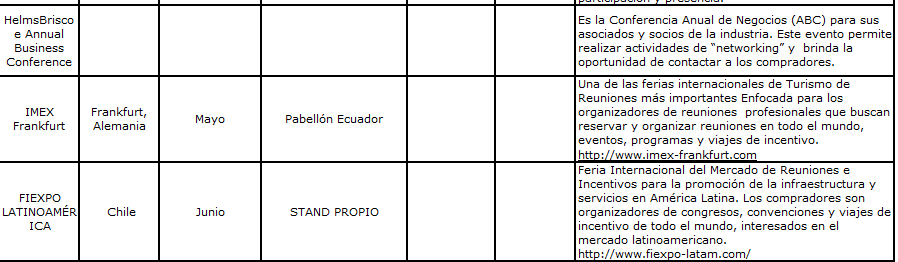 participación y presencia.
HelmsBrisco
e Annual
Business
Conference
Es la Conferencia Anual de Negocios (ABC) para sus
asociados y socios de la industria. Este evento permite
realizar actividades de “networking” y  brinda la
oportunidad de contactar a los compradores.
IMEX
Frankfurt
Frankfurt,
Alemania
Mayo
Pabellón Ecuador
Una de las ferias internacionales de Turismo de
Reuniones más importantes Enfocada para los
organizadores de reuniones  profesionales que buscan
reservar y organizar reuniones en todo el mundo,
eventos, programas y viajes de incentivo.
http://www.imex-frankfurt.com
FIEXPO
LATINOAMÉR
ICA
Chile
Junio
STAND PROPIO
Feria Internacional del Mercado de Reuniones e
Incentivos para la promoción de la infraestructura y
servicios en América Latina. Los compradores son
organizadores de congresos, convenciones y viajes de
incentivo de todo el mundo, interesados en el
mercado latinoamericano.
http://www.fiexpo-latam.com/